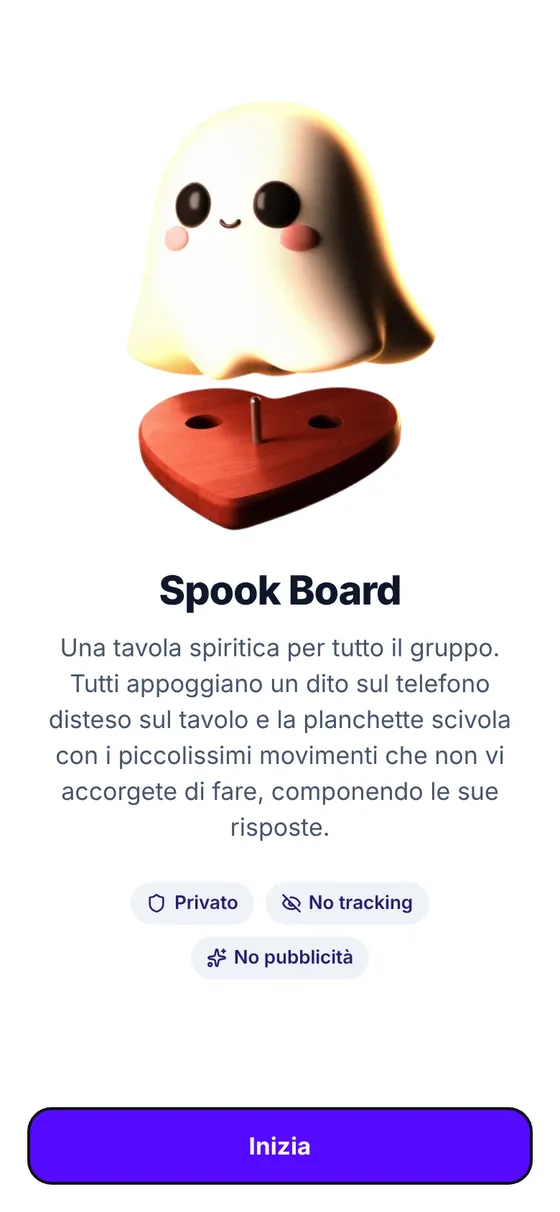 Spook Board
Una tavola spiritica per tutto il gruppo.
Tutti appoggiano un dito sul telefono
disteso sul tavolo e la planchette scivola
con i piccolissimi movimenti che non vi
accorgete di fare, componendo le sue
risposte.
Privato
No tracking
No pubblicità
Inizia